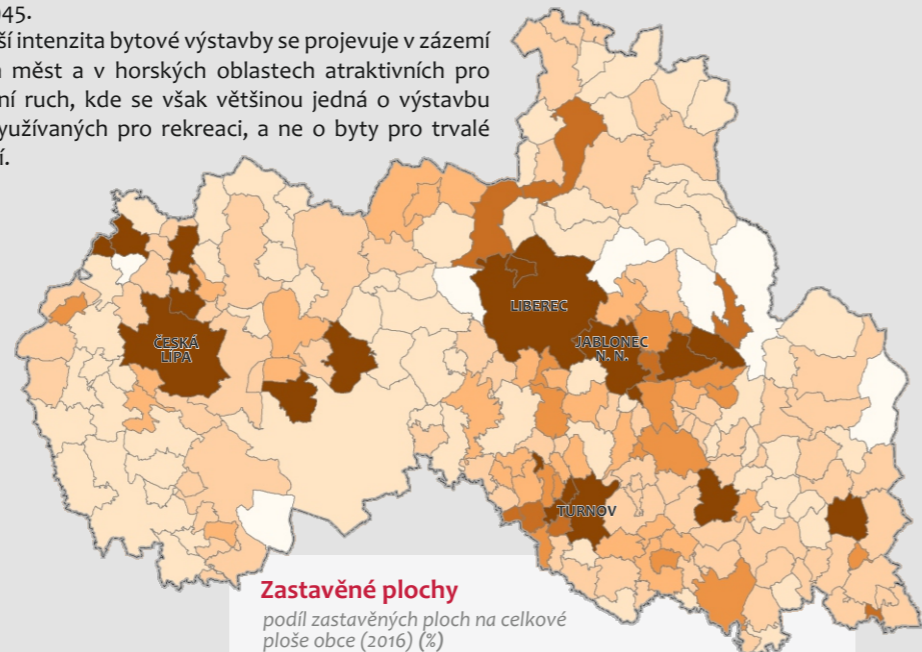 945.
ší intenzita bytové výstavby se projevuje v zázemí
měst a v horských oblastech atraktivních pro
ní ruch, kde se však většinou jedná o výstavbu
yužívaných pro rekreaci, a ne o byty pro trvalé
í.
LIBEREC
ČESKÁ
LÍPA
JABLONEC
N. N.
TURNOV
Zastavěné plochy
podíl zastavěných ploch na celkové
ploše obce (2016) (%)